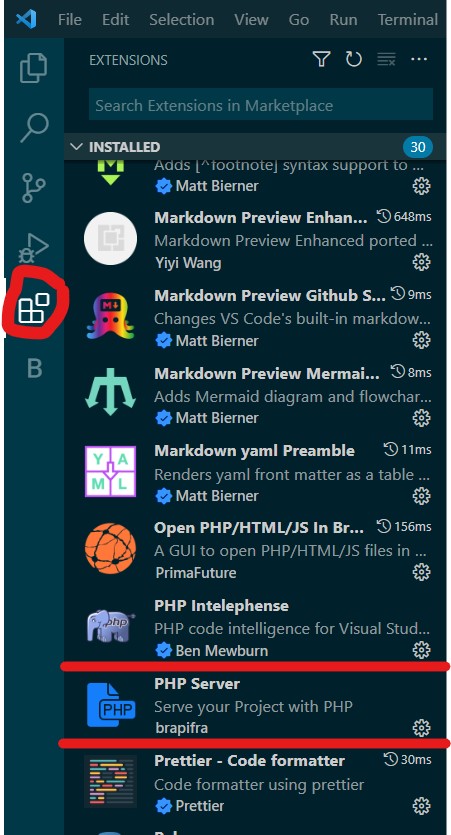 File Edit Selection View Go Run Terminal
EXTENSIONS
Search Extensions in Marketplace
INSTALLED 30
Adds [^footnote] syntax support to ...
Matt Bierner
Markdown Preview Enhan... 648ms
Markdown Preview Enhanced ported ...
Yiyi Wang
Markdown Preview Github S... 9ms
Changes VS Code's built-in markdow...
Matt Bierner
Markdown Preview Mermai... 8ms
Adds Mermaid diagram and flowchar...
Matt Bierner
Markdown yaml Preamble 11ms
Renders yaml front matter as a table ...
Matt Bierner
YA
ML
Open PHP/HTML/JS In Br... 156ms
A GUI to open PHP/HTML/JS files in ...
PrimaFuture
PHP Intelephense
PHP code intelligence for Visual Stud...
Ben Mewburn
php
PHP Server
Serve your Project with PHP
brapifra
PHP
Prettier - Code formatter 30ms
Code formatter using prettier
Prettier
B
M